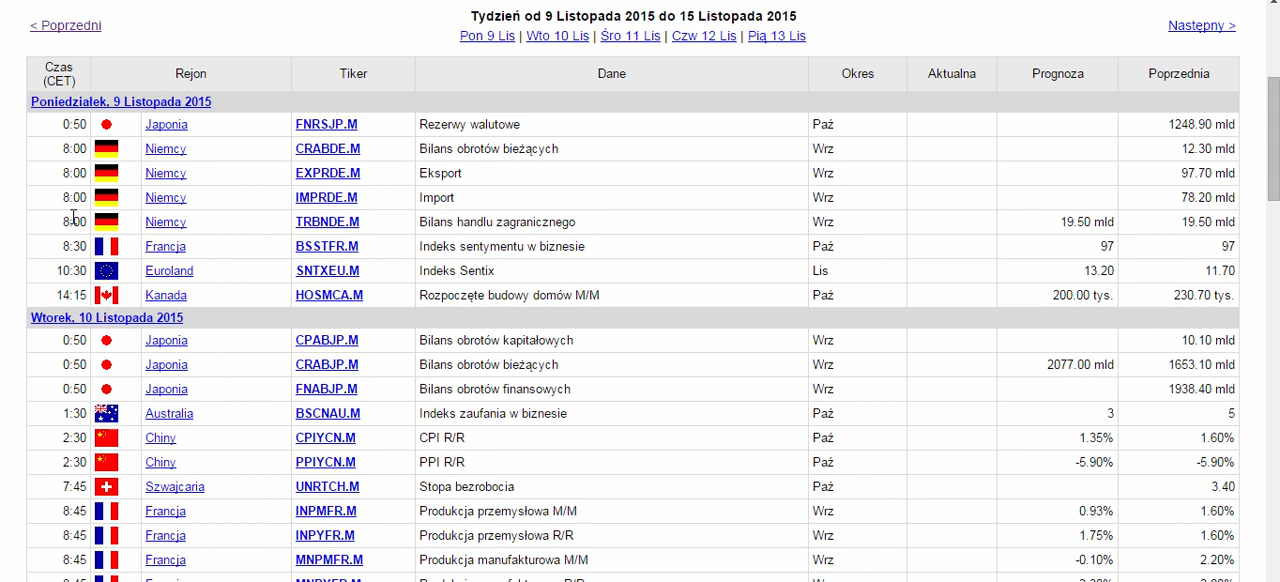 < Poprzedni
Tydzień od 9 Listopada 2015 do 15 Listopada 2015
Następny >
Pon 9 Lis | Wto 10 Lis | Śro 11 Lis | Czw 12 Lis | Pią 13 Lis
Czas (CET) Rejon Tiker Dane Okres Aktualna Prognoza Poprzednia
Poniedziałek, 9 Listopada 2015
0:50 Japonia FNRSJP.M Rezerwy walutowe Paź 1248.90 mld
8:00 Niemcy CRABDE.M Bilans obrotów bieżących Wrz 12.30 mld
8:00 Niemcy EXPRDE.M Eksport Wrz 97.70 mld
8:00 Niemcy IMPRDE.M Import Wrz 78.20 mld
8:00 Niemcy TRBNDE.M Bilans handlu zagranicznego Wrz 19.50 mld 19.50 mld
8:30 Francja BSSTFR.M Indeks sentymentu w biznesie Paź 97 97
10:30 Euroland SNTXEU.M Indeks Sentix Lis 13.20 11.70
14:15 Kanada HOSMCA.M Rozpoczęte budowy domów M/M Paź 200.00 tys. 230.70 tys.
Wtorek, 10 Listopada 2015
0:50 Japonia CPABJP.M Bilans obrotów kapitałowych Wrz 10.10 mld
0:50 Japonia CRABJP.M Bilans obrotów bieżących Wrz 2077.00 mld 1653.10 mld
0:50 Japonia FNABJP.M Bilans obrotów finansowych Wrz 1938.40 mld
1:30 Australia BSCNAU.M Indeks zaufania w biznesie Paź 3 5
2:30 Chiny CPIYCN.M CPI R/R Paź 1.35% 1.60%
2:30 Chiny PPIYCN.M PPI R/R Paź -5.90% -5.90%
7:45 Szwajcaria UNRTCH.M Stopa bezrobocia Paź 3.40
8:45 Francja INPMFR.M Produkcja przemysłowa M/M Wrz 0.93% 1.60%
8:45 Francja INPYFR.M Produkcja przemysłowa R/R Wrz 1.75% 1.60%
8:45 Francja MNPMFR.M Produkcja manufakturowa M/M Wrz -0.10% 2.20%